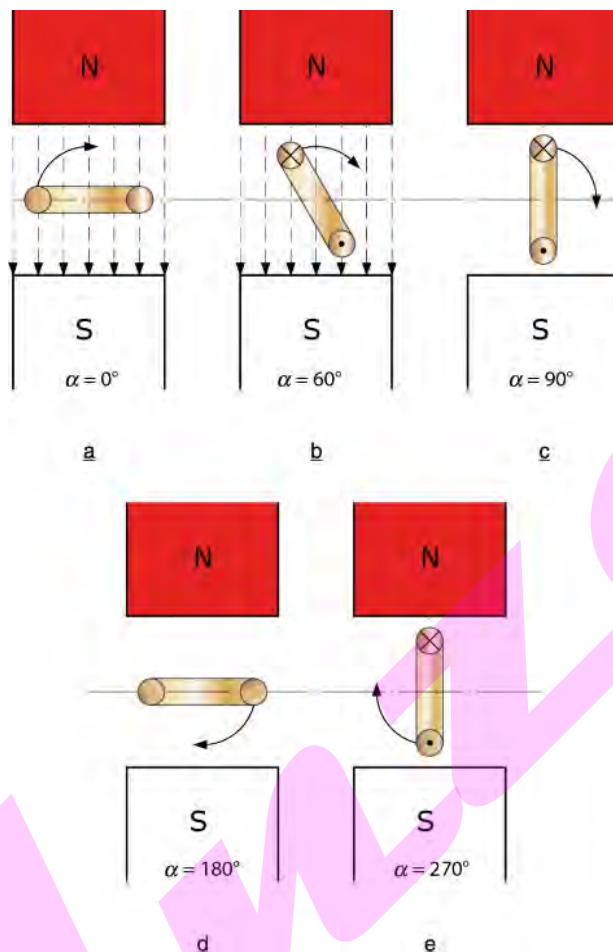 N N N
S S S
α = 0° α = 60° α = 90°
a b c
N N
S S
α = 180° α = 270°
d e